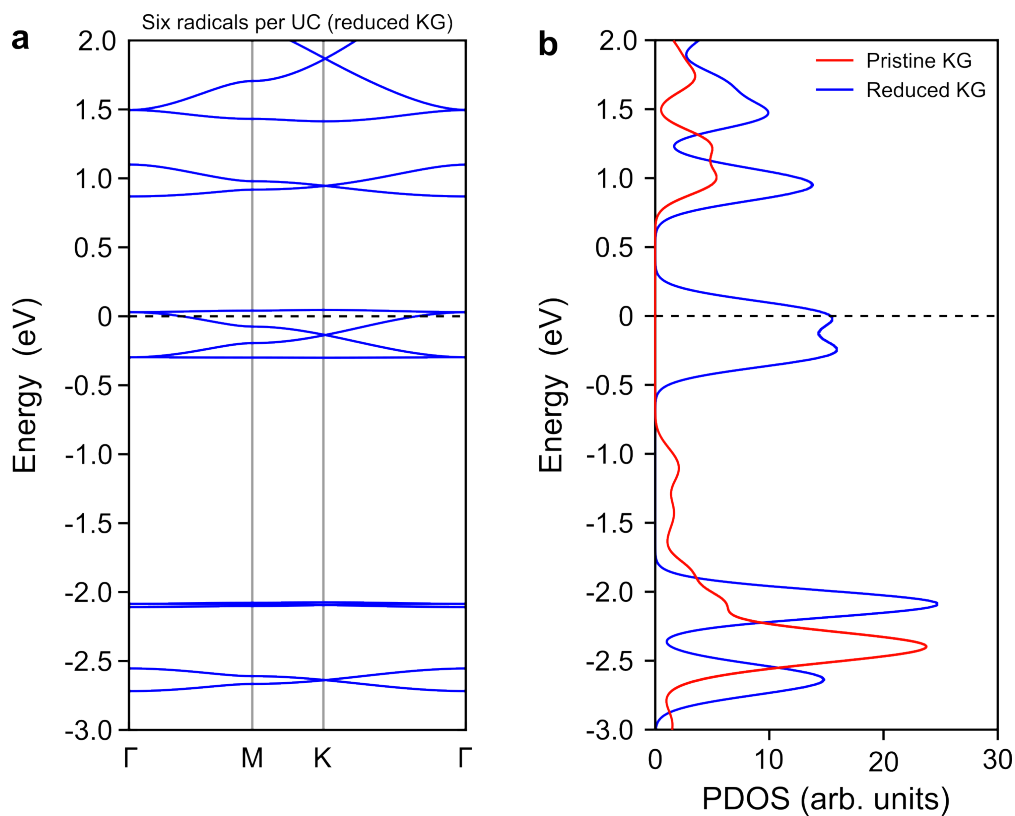 a
Six radicals per UC (reduced KG)
Energy (eV)
2.0
1.5
1.0
0.5
0
-0.5
-1.0
-1.5
-2.0
-2.5
-3.0
Γ M K Γ
b
Pristine KG
Reduced KG
Energy (eV)
2.0
1.5
1.0
0.5
0
-0.5
-1.0
-1.5
-2.0
-2.5
-3.0
0 10 20 30
PDOS (arb. units)